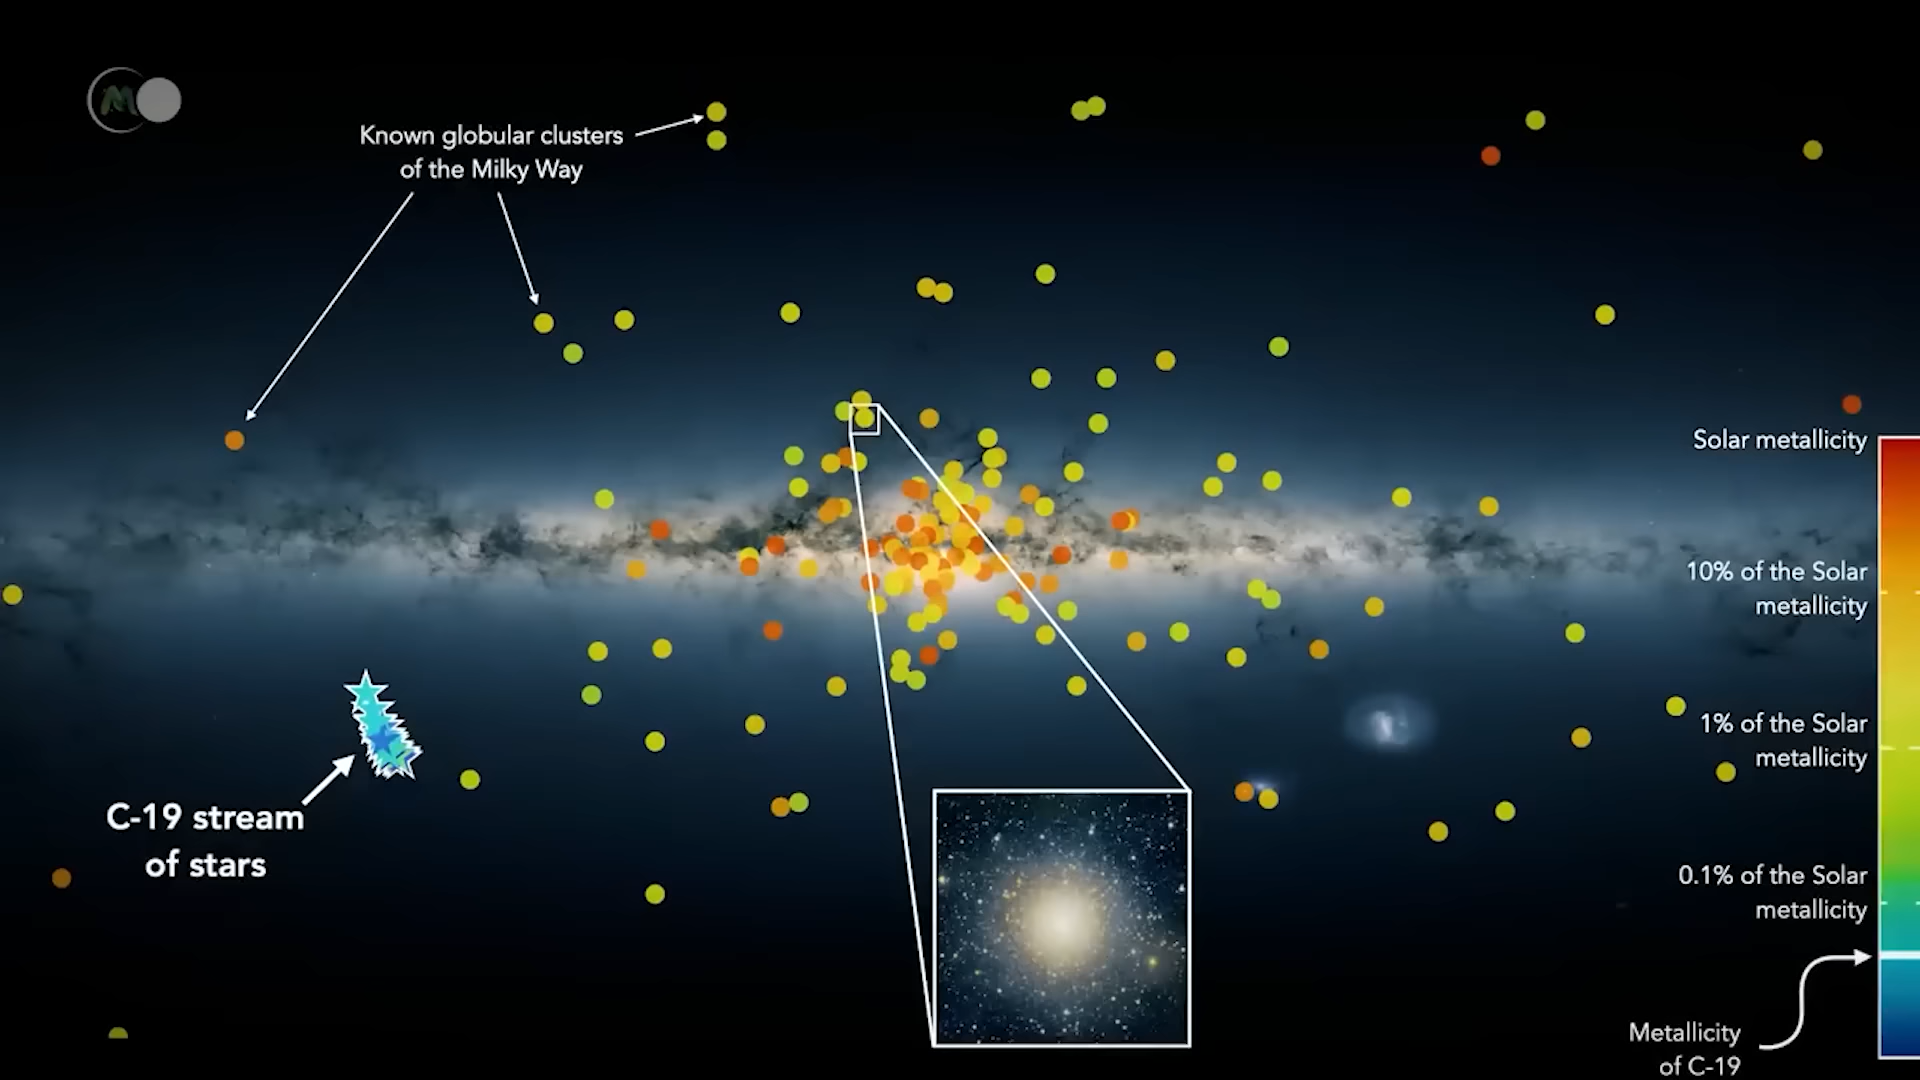 M
Known globular clusters
of the Milky Way
Solar metallicity
10% of the Solar
metallicity
1% of the Solar
metallicity
C-19 stream
of stars
0.1% of the Solar
metallicity
Metallicity
of C-19